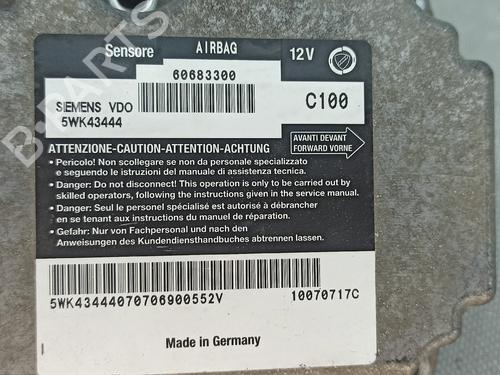 Sensore AIRBAG 12V
60683300
SIEMENS VDO C100
5WK43444
ATTENZIONE-CAUTION-ATTENTION-ACHTUNG
AVANTI DEVANT
FORWARD VORNE
• Pericolo! Non scollegare se non da personale specializzato
e seguendo le istruzioni del manuale di assistenza tecnica.
• Danger: Do not disconnect! This operation is only to be carried out by
skilled operators, following the instructions given in the service manual.
• Danger: Seul le personel spécialisé est autorisé à débrancher
en se tenant aux instructions du manuel de réparation.
• Gefahr: Nur von Fachpersonal und nach den
Anweisungen des Kundendiensthandbuches abtrennen lassen.
5WK43444070706900552V 10070717C
Made in Germany
B-PARTS